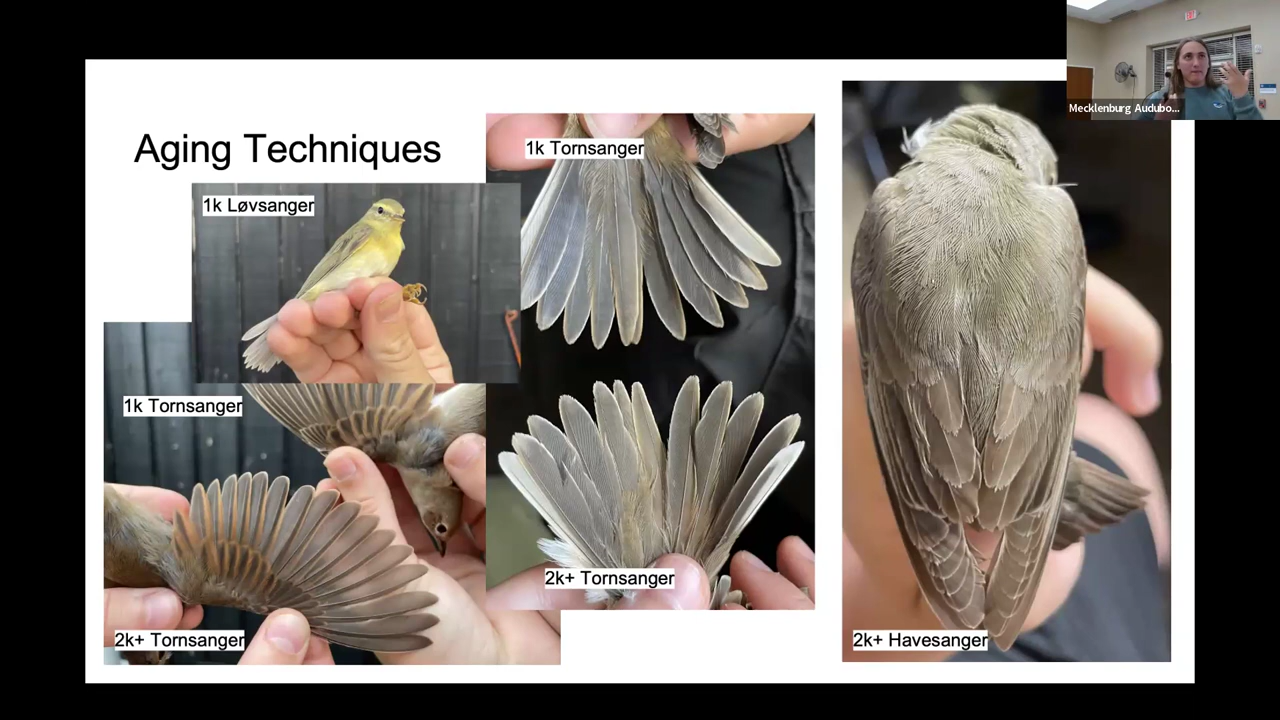 Mecklenburg Audubo...
Aging Techniques
1k Løvsanger
1k Tornsanger
1k Tornsanger
2k+ Tornsanger
2k+ Tornsanger
2k+ Havesanger